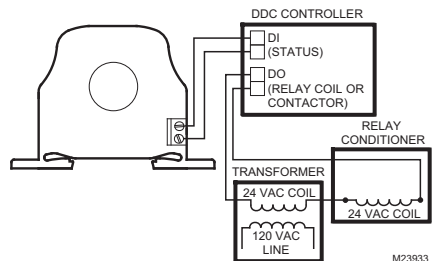 DDC CONTROLLER
DI
(STATUS)
DO
(RELAY COIL OR
CONTACTOR)
RELAY
CONDITIONER
TRANSFORMER
24 VAC COIL
24 VAC COIL
120 VAC
LINE
M23933